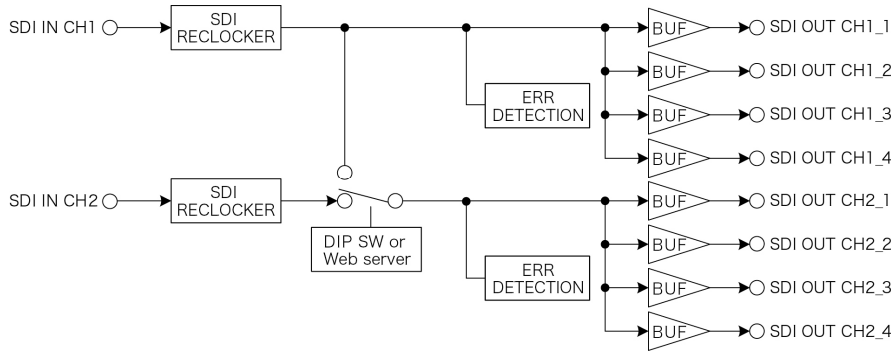 SDI IN CH1
SDI
RECLOCKER
BUF
SDI OUT CH1_1
BUF
SDI OUT CH1_2
ERR
DETECTION
BUF
SDI OUT CH1_3
BUF
SDI OUT CH1_4
SDI IN CH2
SDI
RECLOCKER
DIP SW or
Web server
BUF
SDI OUT CH2_1
BUF
SDI OUT CH2_2
ERR
DETECTION
BUF
SDI OUT CH2_3
BUF
SDI OUT CH2_4